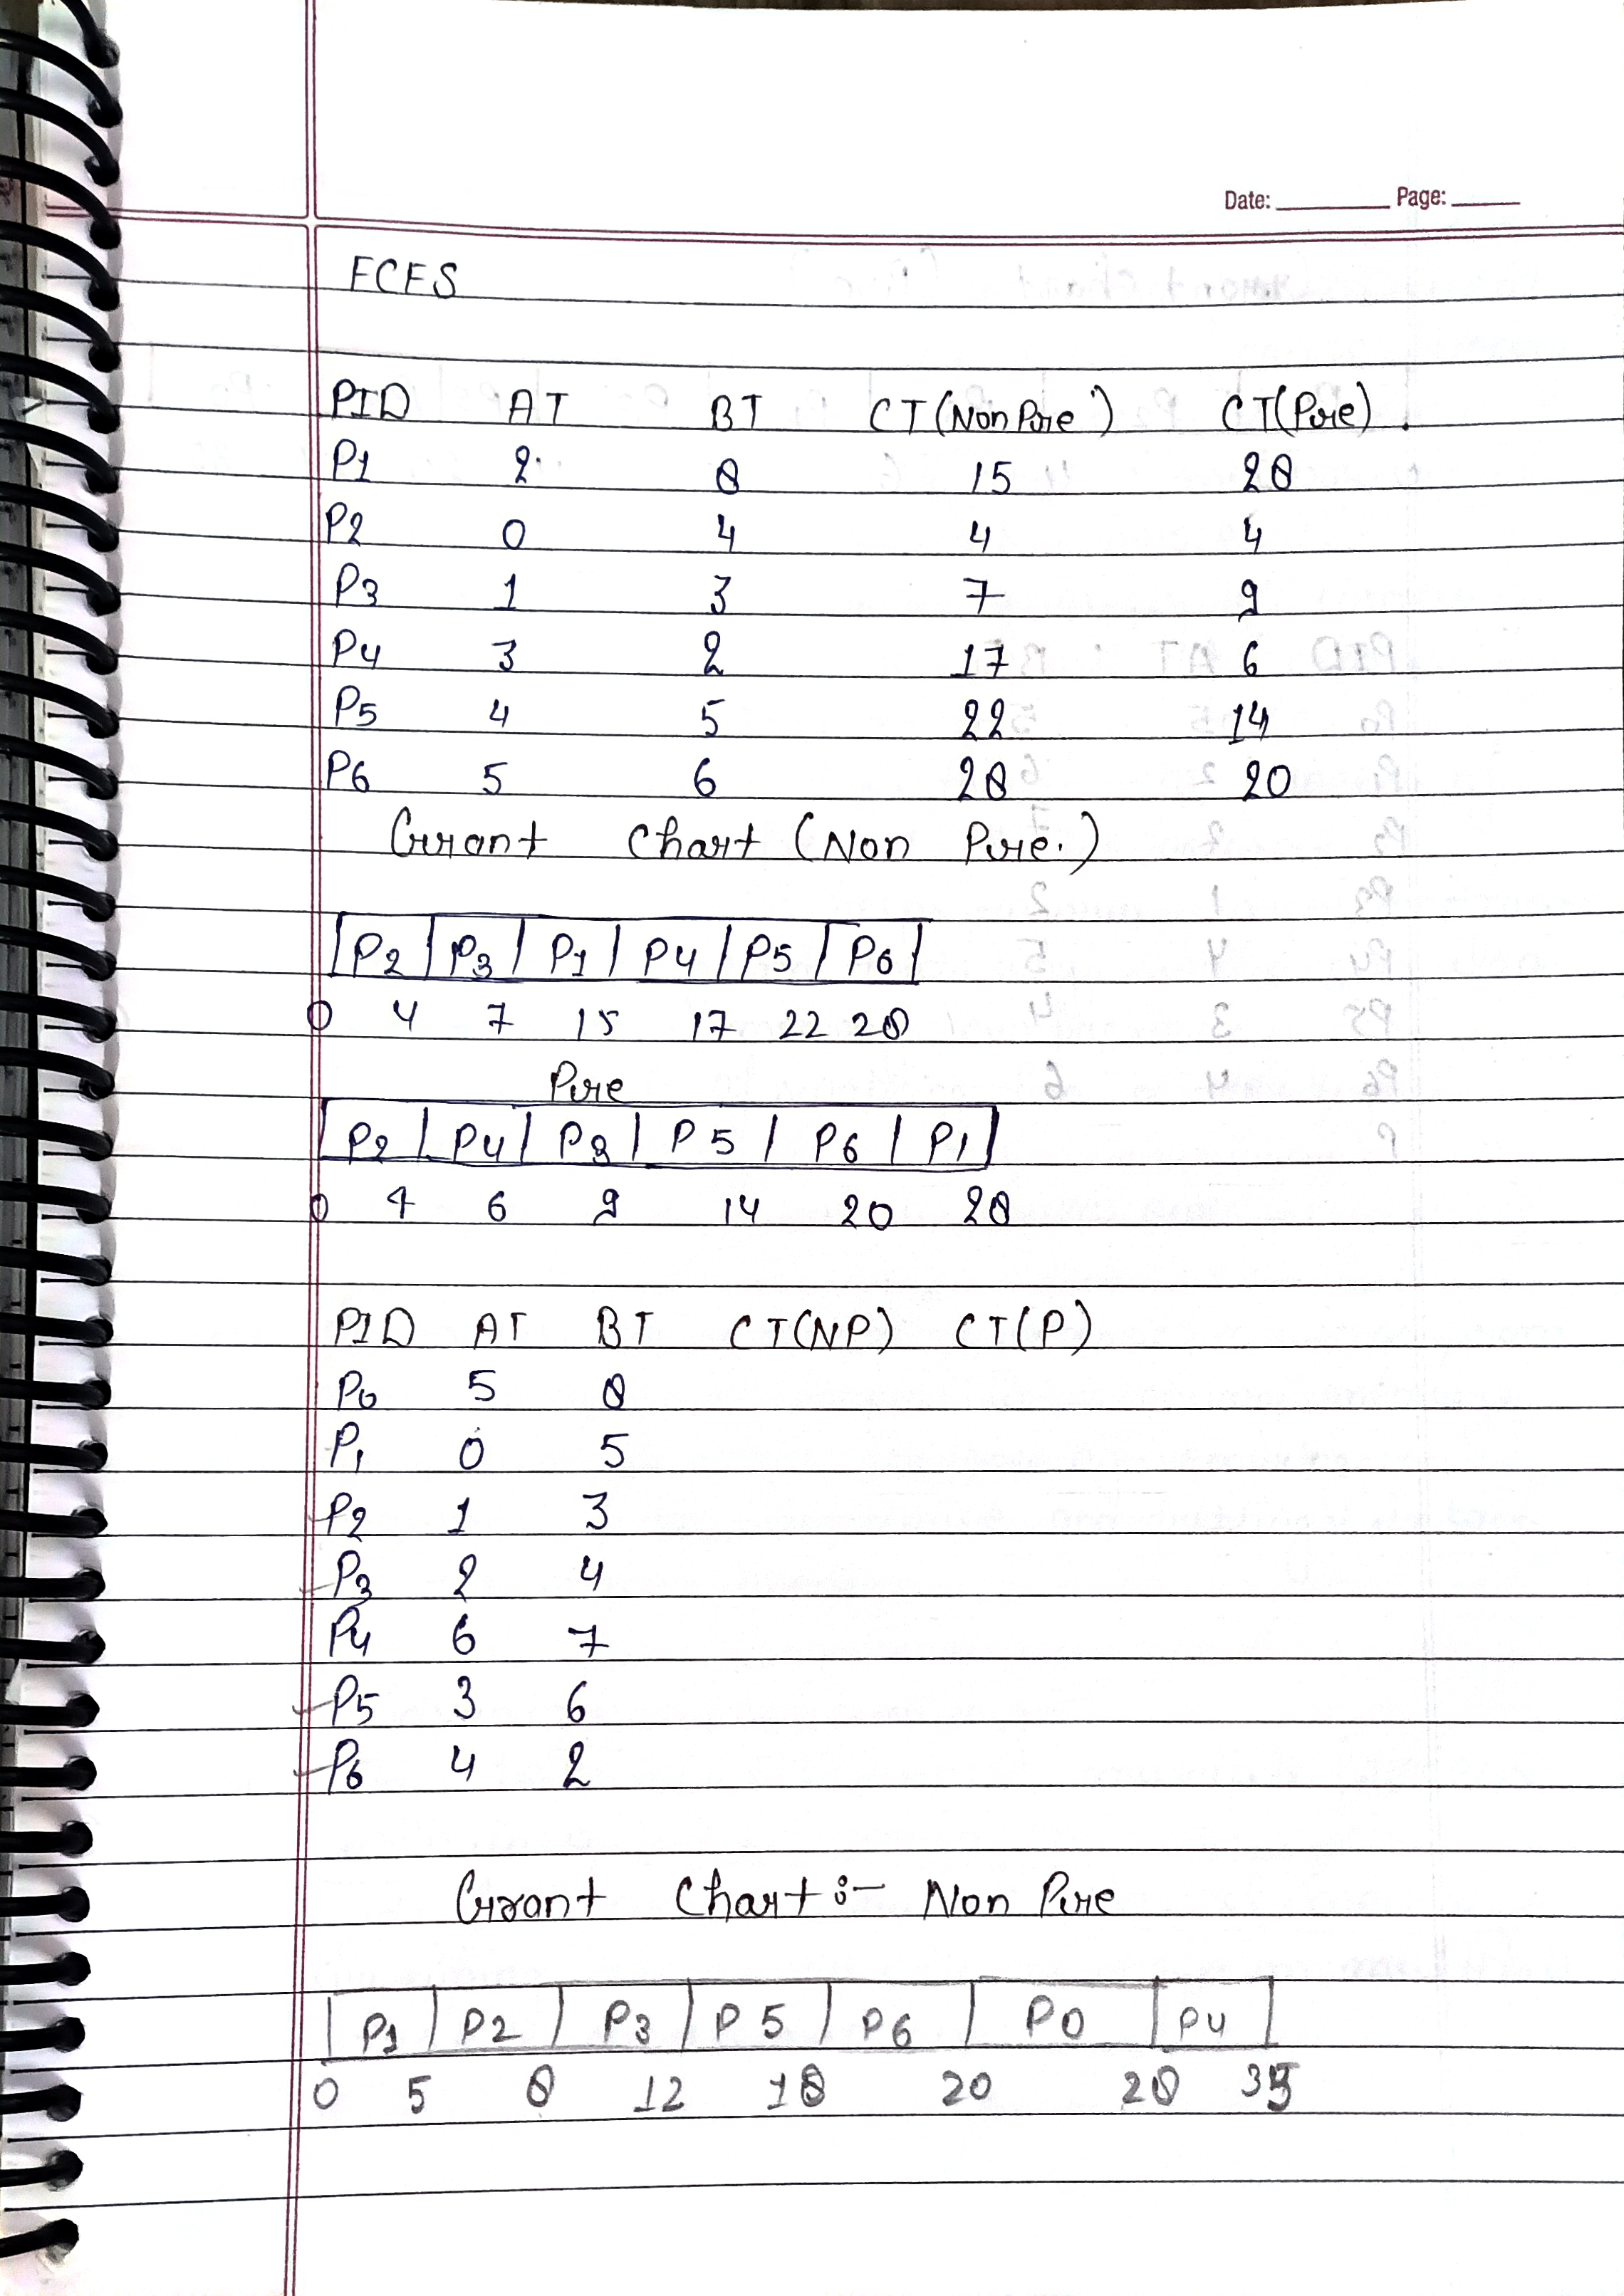 Date: Page:
FCFS
PID AT BT CT (Non Pre) CT(Pre).
P1 2 8 15 28
P2 0 4 4 4
P3 1 3 7 9
P4 3 2 17 6
P5 4 5 22 14
P6 5 6 28 20
Grant Chart (Non Pre.)
P2 P3 P1 P4 P5 P6
0 4 7 15 17 22 28
Pre
P2 P4 P3 P5 P6 P1
0 4 6 9 14 20 28
PID AT BT CT(NP) CT(P)
P0 5 8
P1 0 5
P2 1 3
P3 2 4
P4 6 7
P5 3 6
P6 4 2
Grant Chart :- Non Pre
P1 P2 P3 P5 P6 P0 P4
0 5 8 12 18 20 28 35